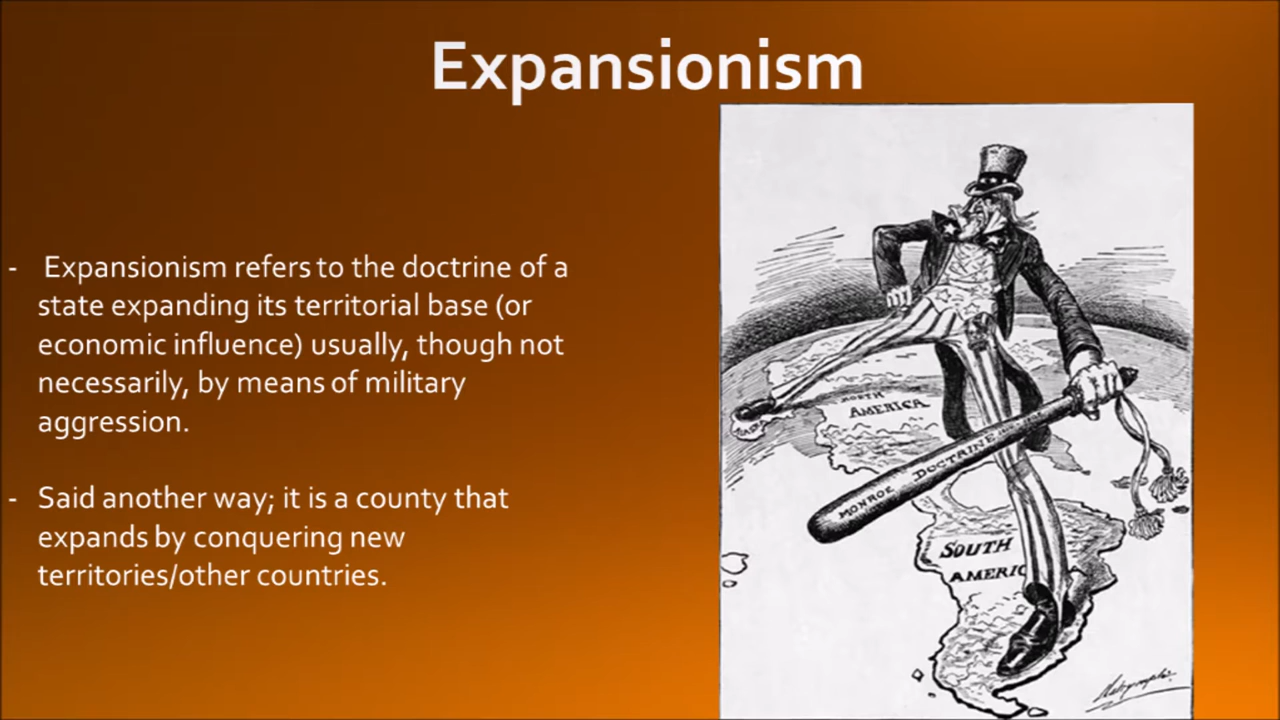 Expansionism
- Expansionism refers to the doctrine of a
state expanding its territorial base (or
economic influence) usually, though not
necessarily, by means of military
aggression.
- Said another way; it is a county that
expands by conquering new
territories/other countries.
NORTH
AMERICA
MONROE DOCTRINE
SOUTH
AMERIC